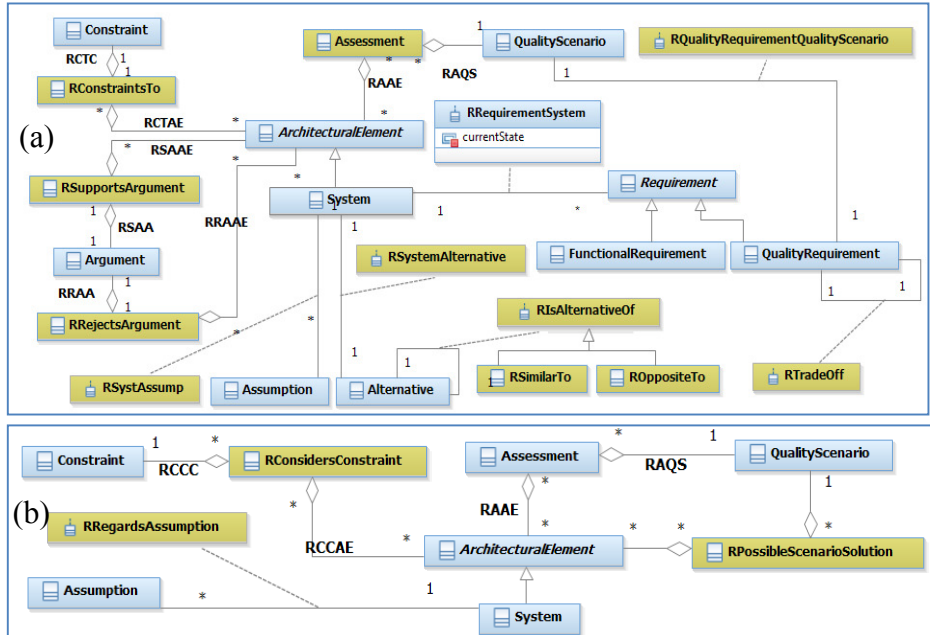 Constraint
Assessment
QualityScenario
RQualityRequirementQualityScenario
RCTC
1
1
*
*
1
RAQS
1
RAAE
RConstraintsTo
*
RCTAE
*
*
(a)
ArchitecturalElement
RRequirementSystem
currentState
*
RSAAE
*
RSupportsArgument
*
System
1
1
*
Requirement
1
RSAA
RRAAE
1
1
1
Argument
RSystemAlternative
FunctionalRequirement
QualityRequirement
1
RRAA
1
1
1
RRejectsArgument
*
*
RIsAlternativeOf
1
1
1
RSystAssump
Assumption
Alternative
RSimilarTo
ROppositeTo
RTradeOff
(b)
Constraint
1
RCCC
*
RConsidersConstraint
Assessment
*
RAQS
1
QualityScenario
*
*
1
RAAE
RRegardsAssumption
RCCAE
*
*
ArchitecturalElement
*
*
*
RPossibleScenarioSolution
Assumption
*
1
System